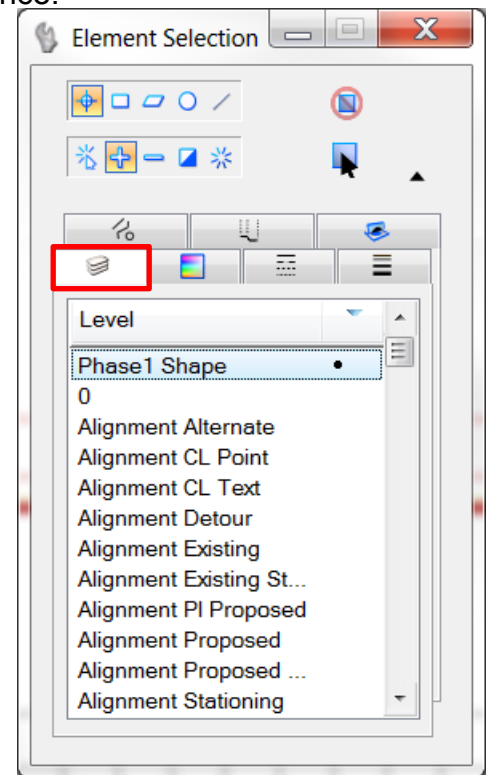 nce.
Element Selection
Level
Phase1 Shape
0
Alignment Alternate
Alignment CL Point
Alignment CL Text
Alignment Detour
Alignment Existing
Alignment Existing St...
Alignment PI Proposed
Alignment Proposed
Alignment Proposed ...
Alignment Stationing